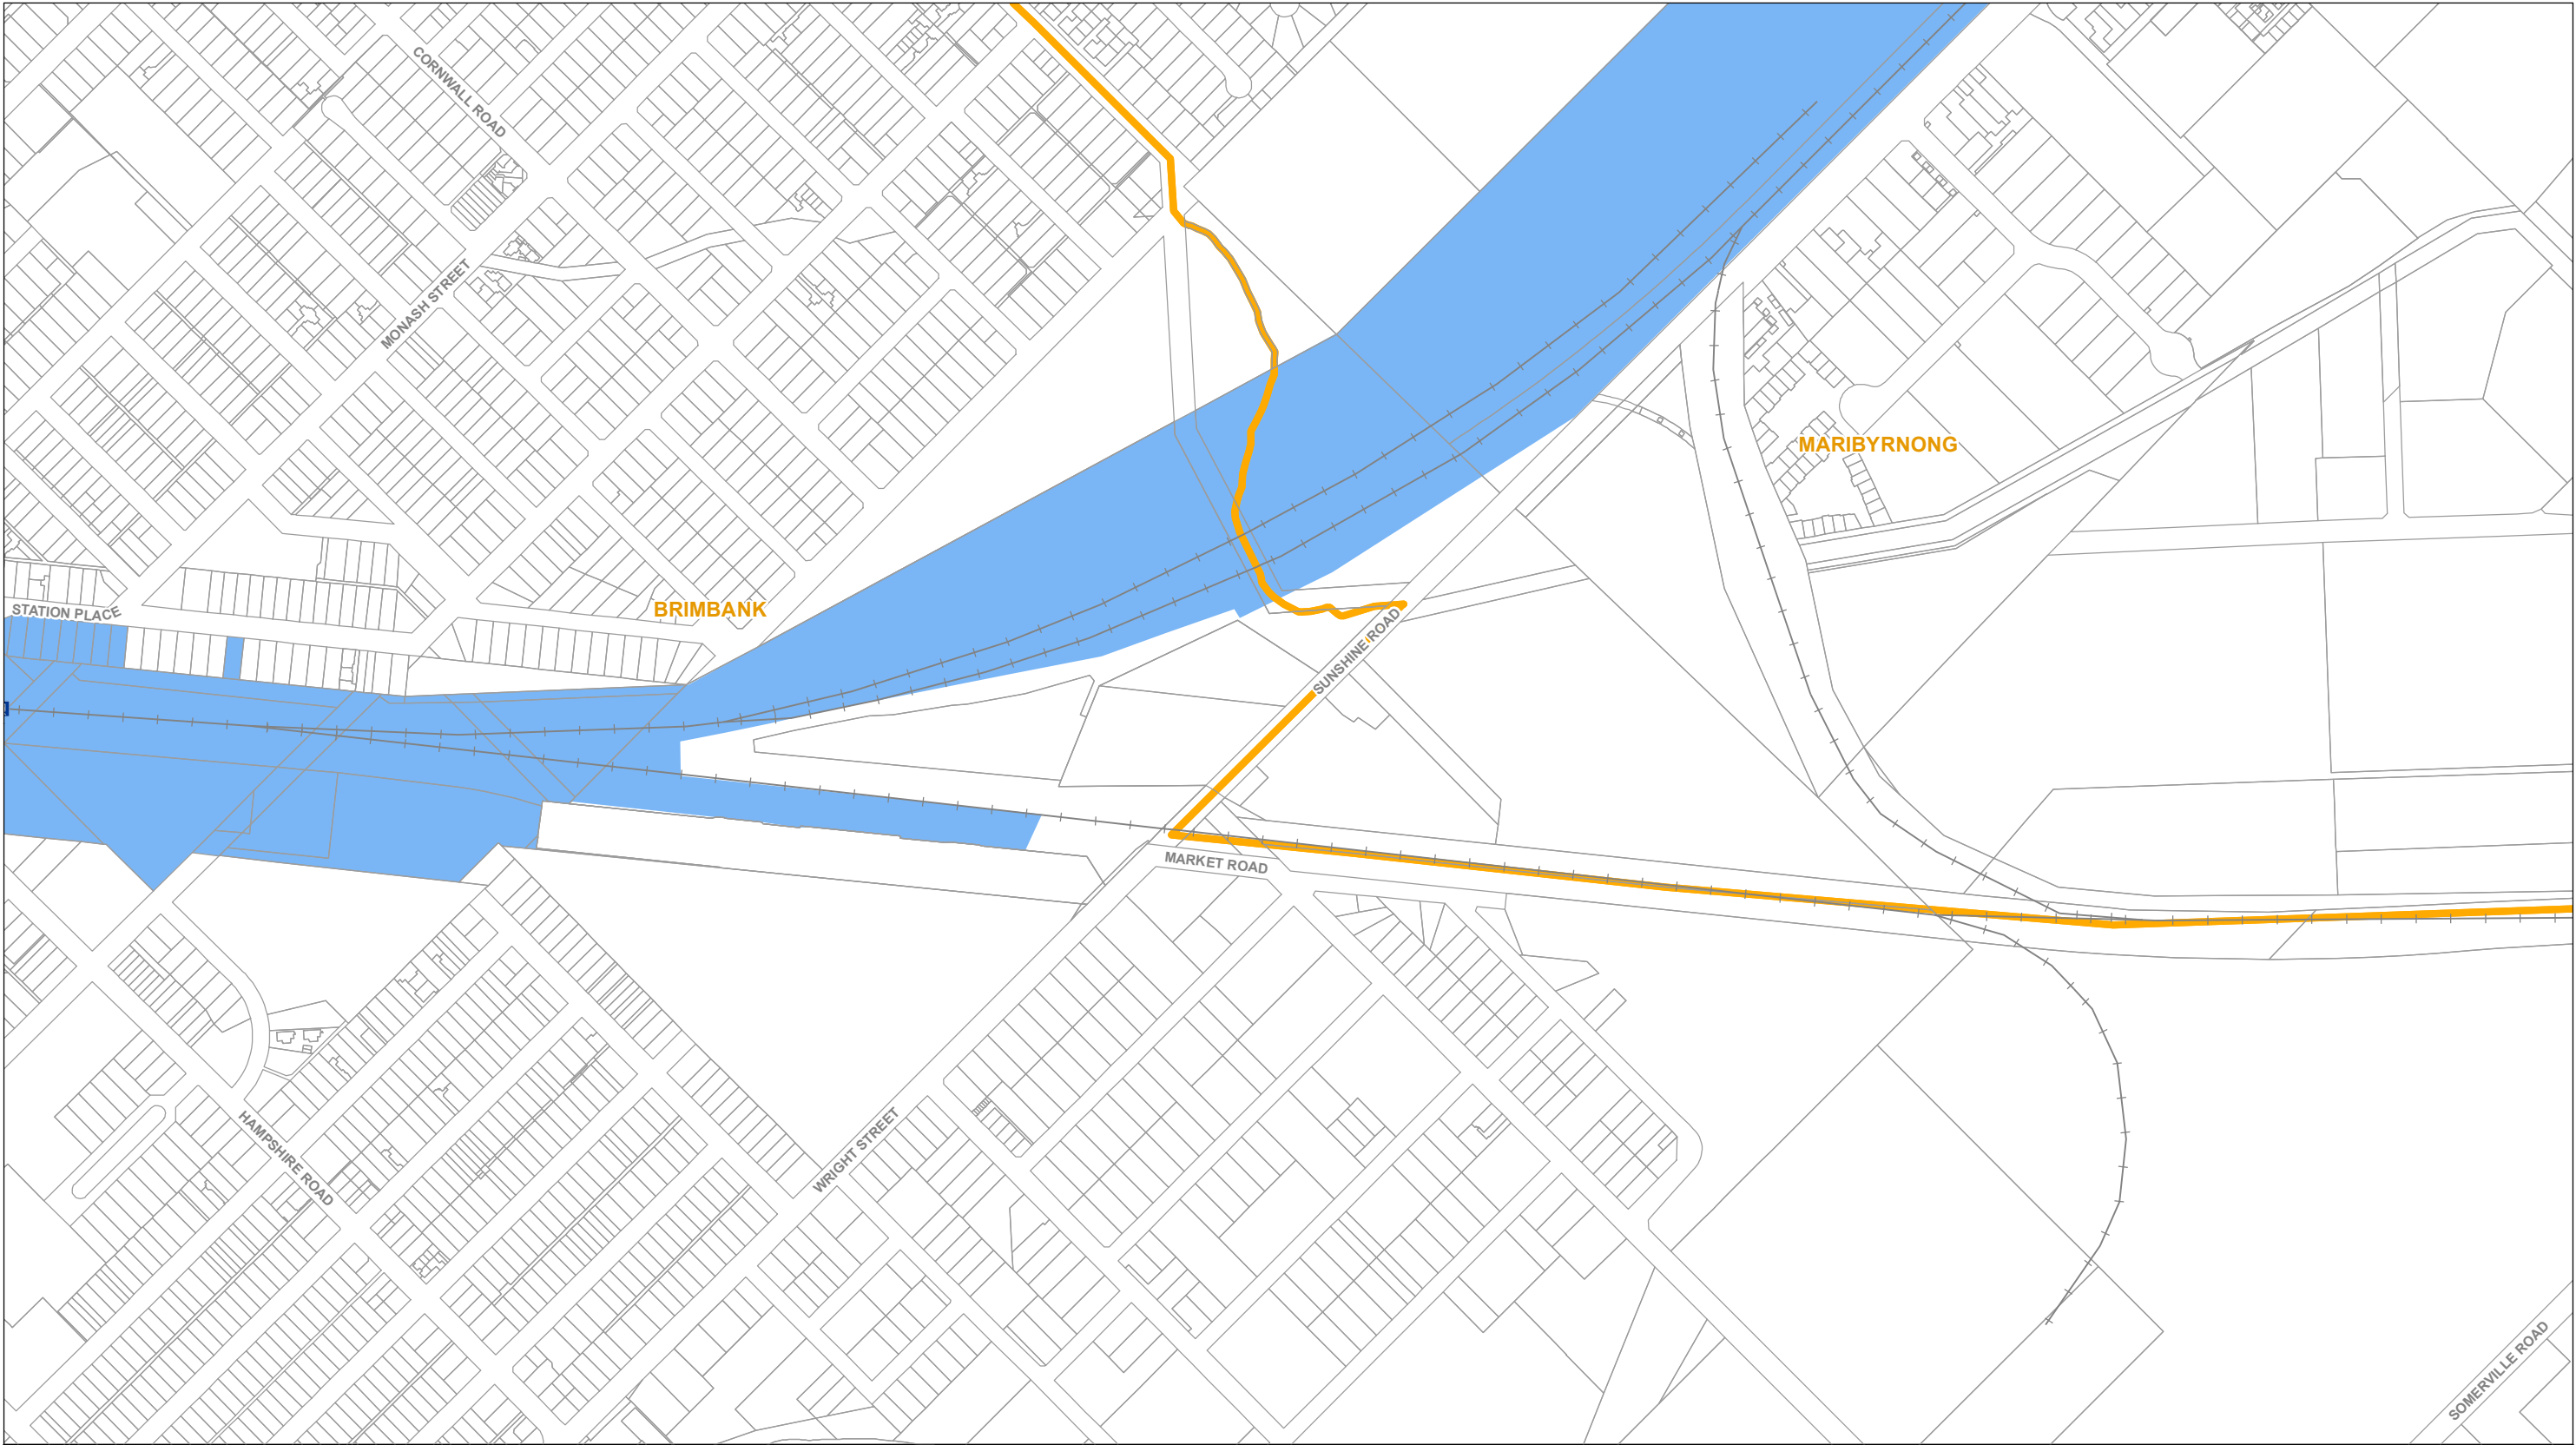 CORNWALL ROAD
MONASH STREET
MARIBYRNONG
STATION PLACE
BRIMBANK
SUNSHINE ROAD
MARKET ROAD
HAMPSHIRE ROAD
WRIGHT STREET
SOMERVILLE ROAD